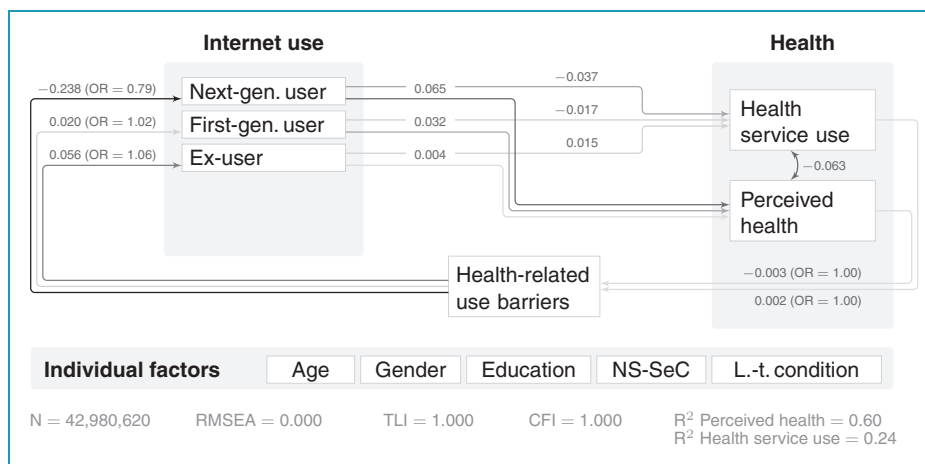 Internet use
Health
−0.238 (OR = 0.79)
Next-gen. user
0.065
−0.037
0.020 (OR = 1.02)
First-gen. user
0.032
−0.017
Health
service use
0.056 (OR = 1.06)
Ex-user
0.004
0.015
−0.063
Perceived
health
Health-related
use barriers
−0.003 (OR = 1.00)
0.002 (OR = 1.00)
Individual factors
Age
Gender
Education
NS-SeC
L.-t. condition
N = 42,980,620
RMSEA = 0.000
TLI = 1.000
CFI = 1.000
R² Perceived health = 0.60
R² Health service use = 0.24